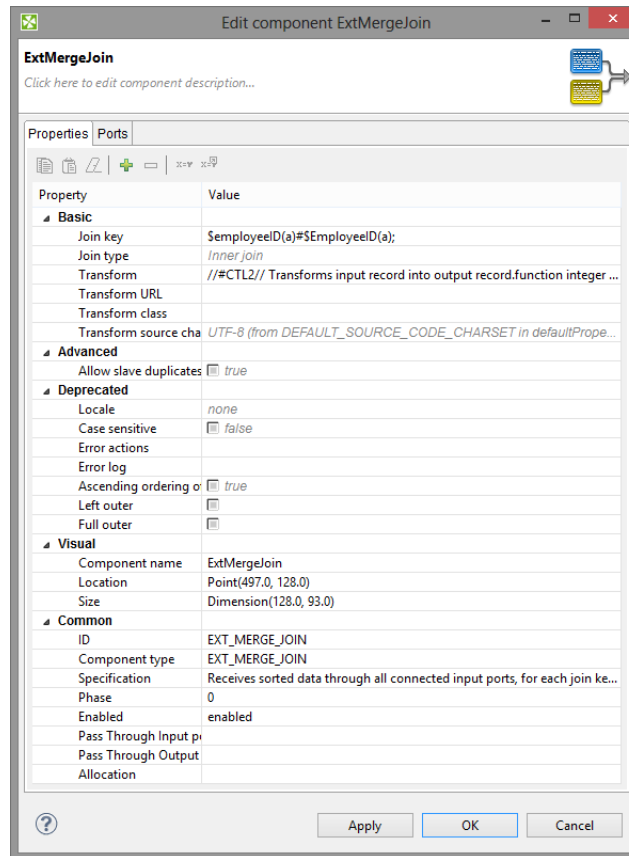 Edit component ExtMergeJoin
ExtMergeJoin
Click here to edit component description...
Properties Ports
Property Value
Basic
Join key $employeeID(a)#$EmployeeID(a);
Join type Inner join
Transform //#CTL2// Transforms input record into output record.function integer ...
Transform URL
Transform class
Transform source cha UTF-8 (from DEFAULT_SOURCE_CODE_CHARSET in defaultPrope...
Advanced
Allow slave duplicates true
Deprecated
Locale none
Case sensitive false
Error actions
Error log
Ascending ordering o true
Left outer
Full outer
Visual
Component name ExtMergeJoin
Location Point(497.0, 128.0)
Size Dimension(128.0, 93.0)
Common
ID EXT_MERGE_JOIN
Component type EXT_MERGE_JOIN
Specification Receives sorted data through all connected input ports, for each join ke...
Phase 0
Enabled enabled
Pass Through Input p
Pass Through Output
Allocation
Apply OK Cancel